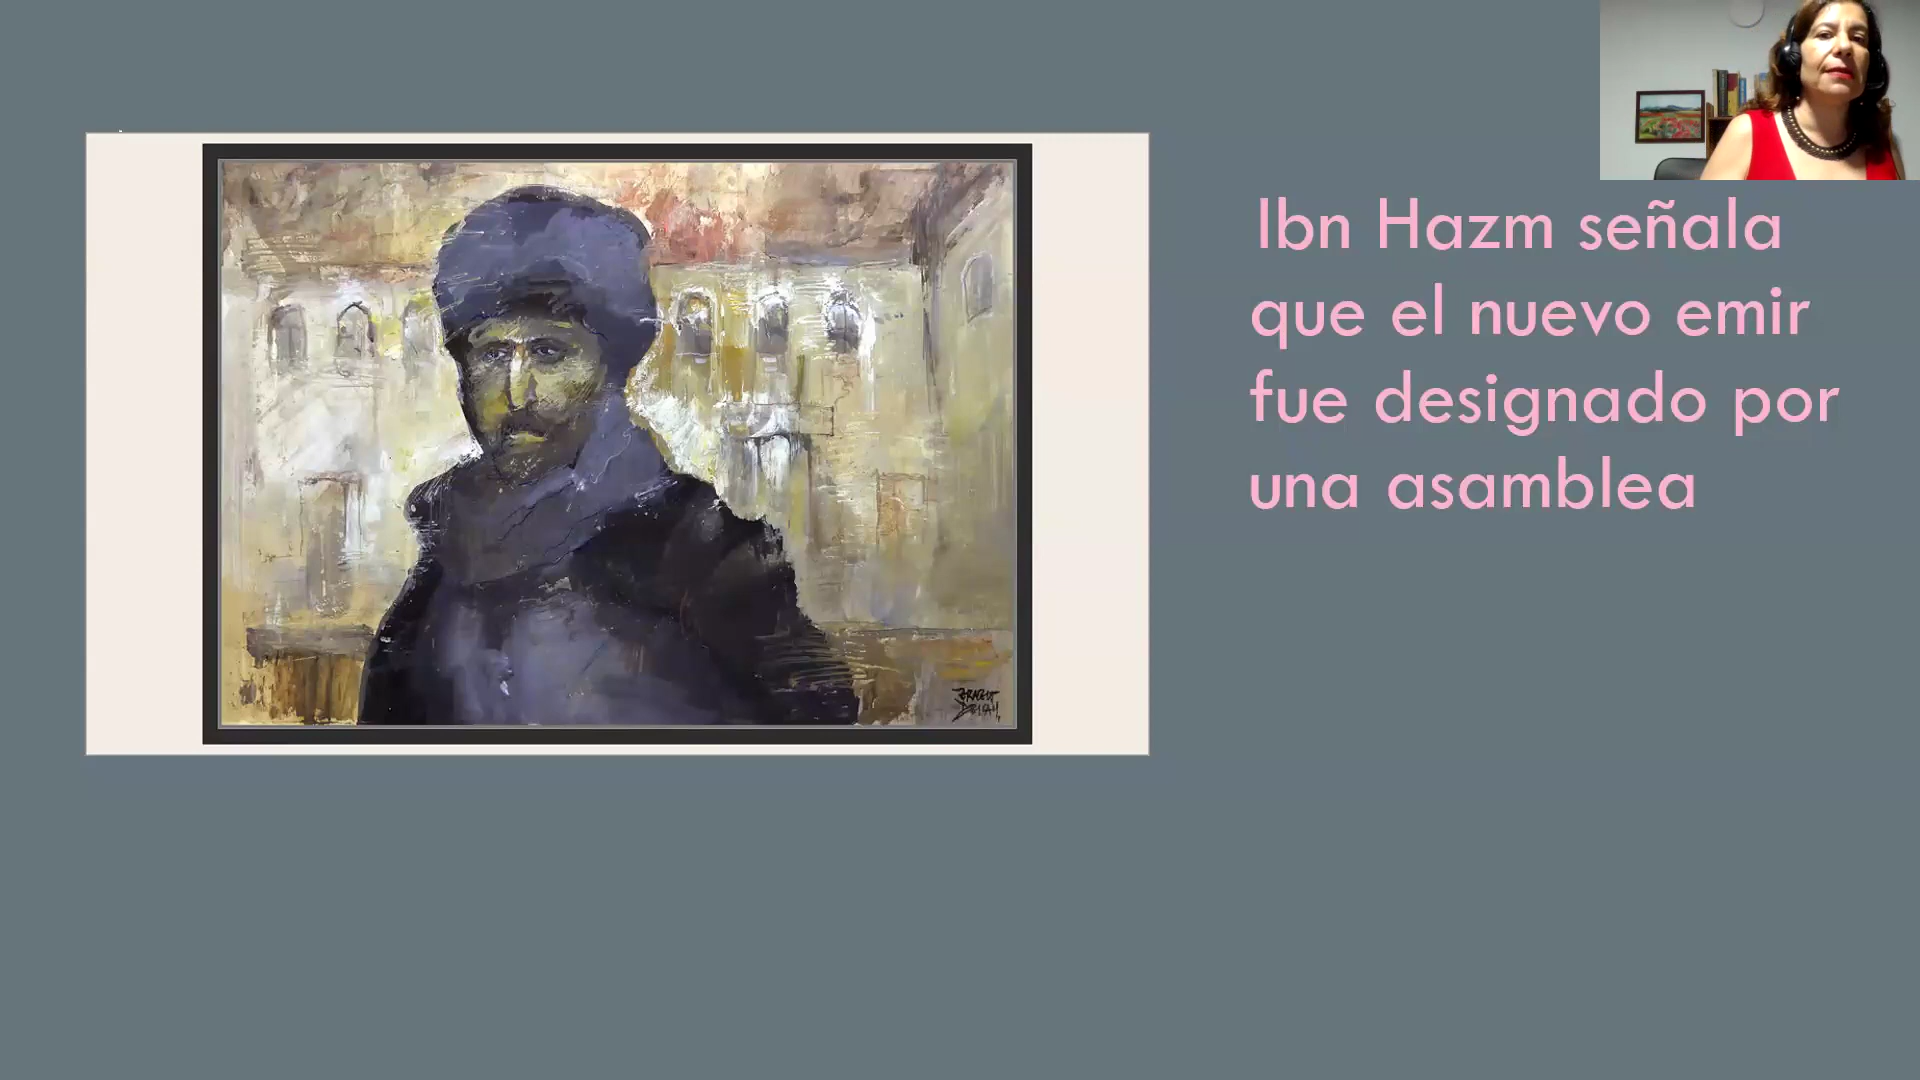 Ibn Hazm señala
que el nuevo emir
fue designado por
una asamblea